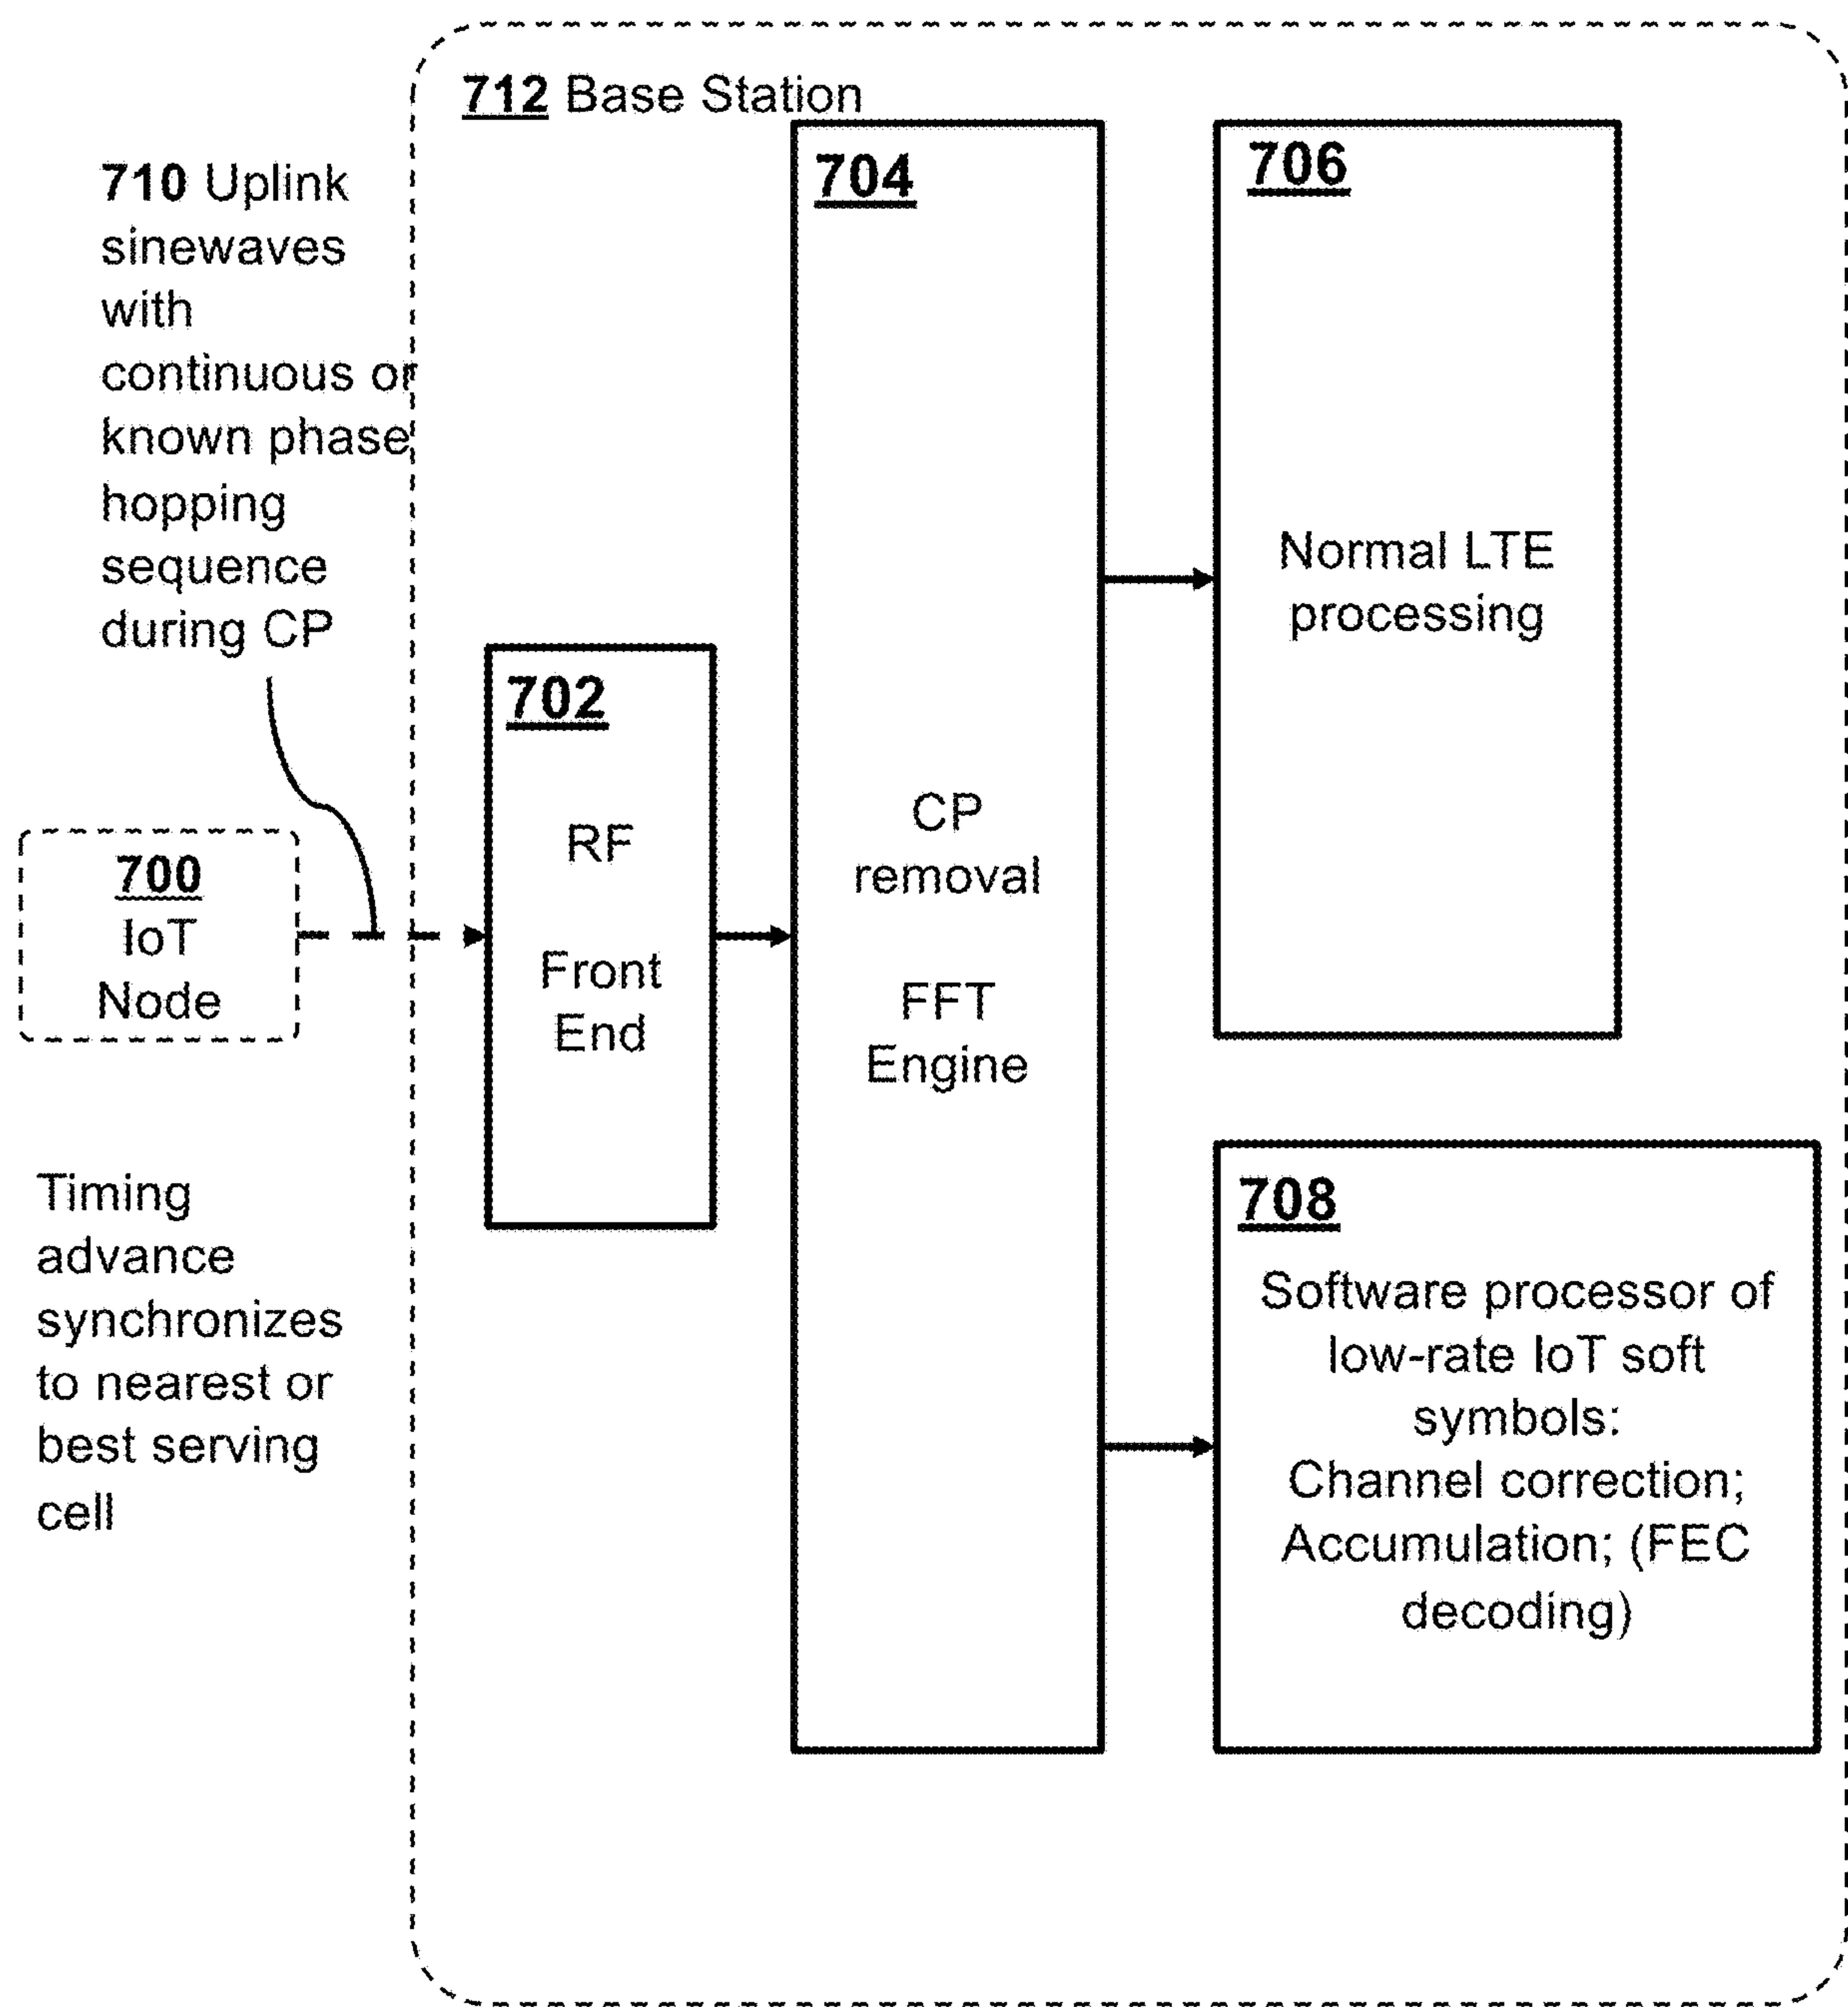 712 Base Station
710 Uplink
sinewaves
with
continuous or
known phase
hopping
sequence
during CP
700
IoT
Node
Timing
advance
synchronizes
to nearest or
best serving
cell
702
RF
Front
End
704
CP
removal
FFT
Engine
706
Normal LTE
processing
708
Software processor of
low-rate IoT soft
symbols:
Channel correction;
Accumulation; (FEC
decoding)